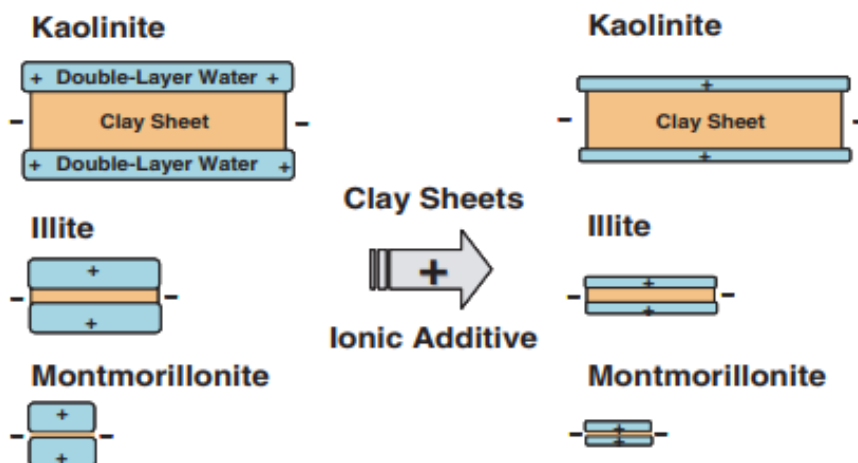 Kaolinite
+ Double-Layer Water +
- Clay Sheet -
+ Double-Layer Water +
Illite
+
- -
+
Montmorillonite
+
- -
+
Clay Sheets
+
Ionic Additive
Kaolinite
+
- Clay Sheet -
+
Illite
+
- -
+
Montmorillonite
+
- -
+